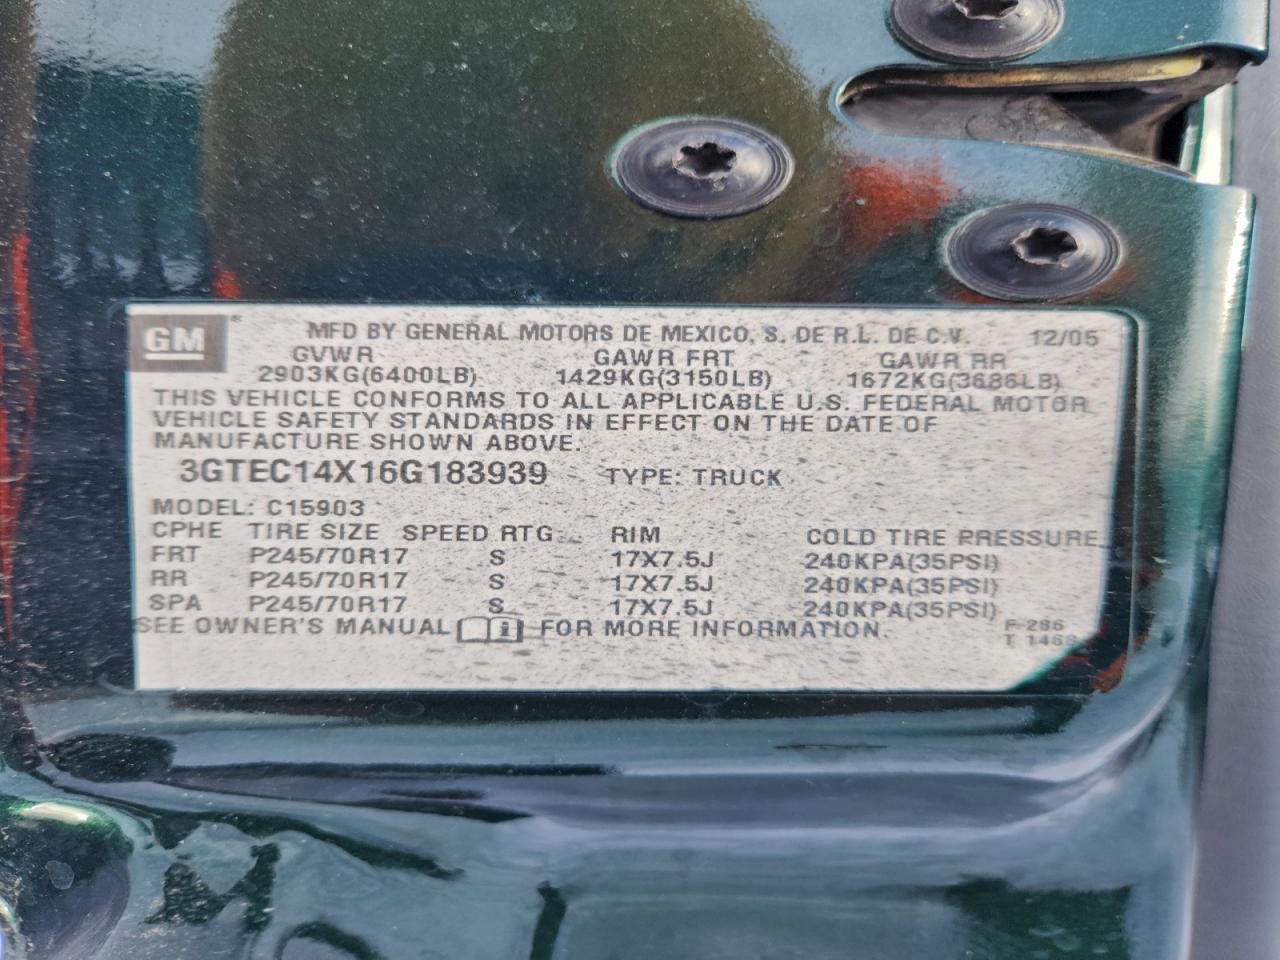 GM MFD BY GENERAL MOTORS DE MEXICO, S. DE R.L. DE C.V. 12/05
GVWR GAWR FRT GAWR RR
2903KG(6400LB) 1429KG(3150LB) 1672KG(3686LB)
THIS VEHICLE CONFORMS TO ALL APPLICABLE U.S. FEDERAL MOTOR
VEHICLE SAFETY STANDARDS IN EFFECT ON THE DATE OF
MANUFACTURE SHOWN ABOVE.
3GTEC14X16G183939 TYPE: TRUCK
MODEL: C15903
CPHE TIRE SIZE SPEED RTG RIM COLD TIRE PRESSURE
FRT P245/70R17 S 17X7.5J 240KPA(35PSI)
RR P245/70R17 S 17X7.5J 240KPA(35PSI)
SPA P245/70R17 S 17X7.5J 240KPA(35PSI)
SEE OWNER'S MANUAL FOR MORE INFORMATION.
F-286
T 1468